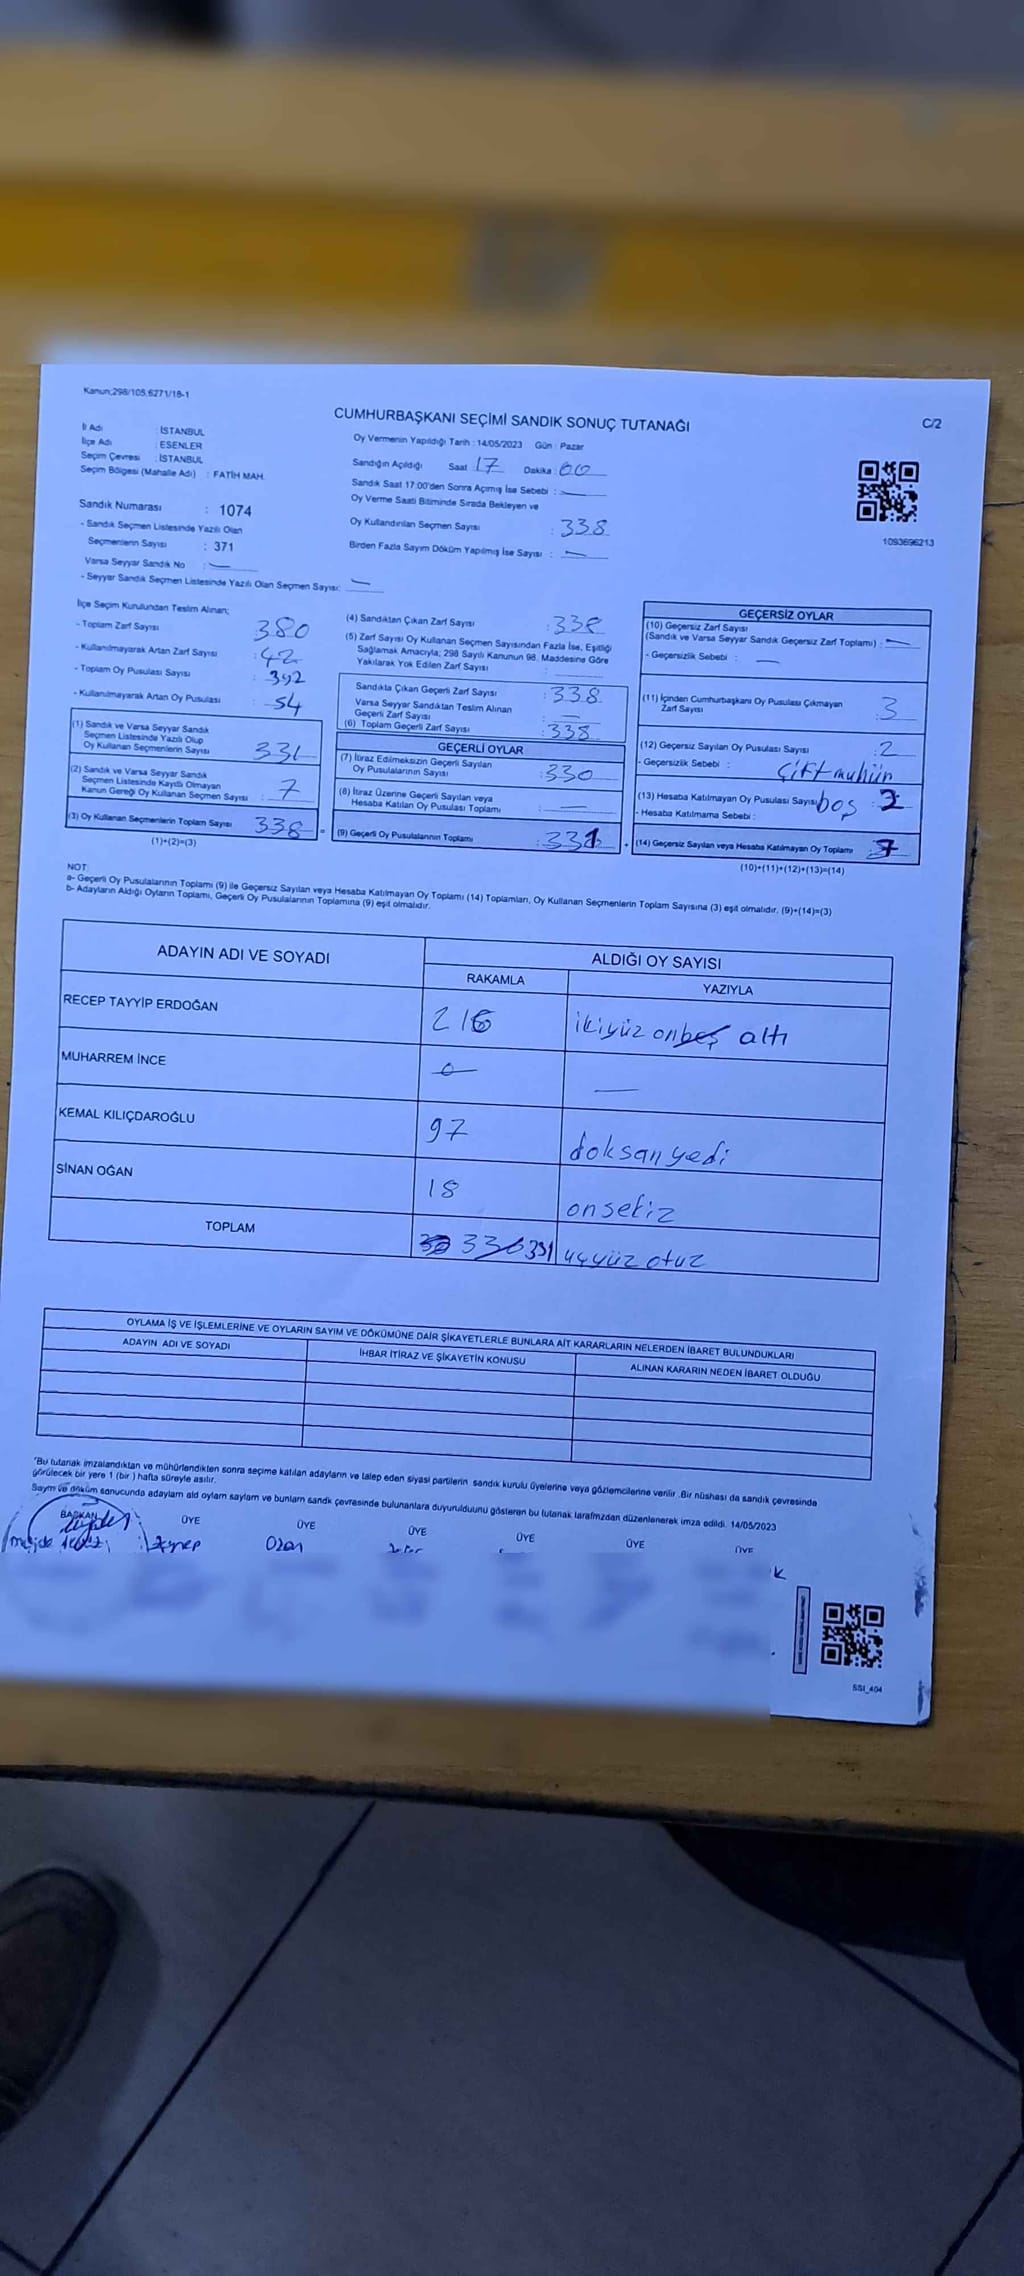 Kanun;298/105,6271/18-1
CUMHURBAŞKANI SEÇİMİ SANDIK SONUÇ TUTANAĞI
C/2
İl Adı : İSTANBUL
İlçe Adı : ESENLER
Seçim Çevresi : İSTANBUL
Seçim Bölgesi (Mahalle Adı) : FATİH MAH.
Oy Vermenin Yapıldığı Tarih : 14/05/2023 Gün : Pazar
Sandığın Açıldığı Saat 17 Dakika : 00
Sandık Saat 17:00'den Sonra Açımış İse Sebebi : —
Oy Verme Saati Bitiminde Sırada Bekleyen ve
Oy Kullandırılan Seçmen Sayısı : 338
Birden Fazla Sayım Döküm Yapılmış İse Sayısı : —
1093696213
Sandık Numarası : 1074
- Sandık Seçmen Listesinde Yazılı Olan
Seçmenlerin Sayısı : 371
Varsa Seyyar Sandık No : —
- Seyyar Sandık Seçmen Listesinde Yazılı Olan Seçmen Sayısı: —
İlçe Seçim Kurulundan Teslim Alınan;
- Toplam Zarf Sayısı : 380
- Kullanılmayarak Artan Zarf Sayısı : 42
- Toplam Oy Pusulası Sayısı : 392
- Kullanılmayarak Artan Oy Pusulası : 54
(1) Sandık ve Varsa Seyyar Sandık
Seçmen Listesinde Yazılı Olup
Oy Kullanan Seçmenlerin Sayısı : 331
(2) Sandık ve Varsa Seyyar Sandık
Seçmen Listesinde Kayıtlı Olmayan
Kanun Gereği Oy Kullanan Seçmen Sayısı : 7
(3) Oy Kullanan Seçmenlerin Toplam Sayısı : 338 =
(1)+(2)=(3)
(4) Sandıktan Çıkan Zarf Sayısı : 338
(5) Zarf Sayısı Oy Kullanan Seçmen Sayısından Fazla İse, Eşitliği
Sağlamak Amacıyla; 298 Sayılı Kanunun 98. Maddesine Göre
Yakılarak Yok Edilen Zarf Sayısı :
Sandıkta Çıkan Geçerli Zarf Sayısı : 338
Varsa Seyyar Sandıktan Teslim Alınan
Geçerli Zarf Sayısı : —
(6) Toplam Geçerli Zarf Sayısı : 338
GEÇERLİ OYLAR
(7) İtiraz Edilmeksizin Geçerli Sayılan
Oy Pusulalarının Sayısı : 330
(8) İtiraz Üzerine Geçerli Sayılan veya
Hesaba Katılan Oy Pusulası Toplamı : —
(9) Geçerli Oy Pusulalarının Toplamı : 331 +
GEÇERSİZ OYLAR
(10) Geçersiz Zarf Sayısı
(Sandık ve Varsa Seyyar Sandık Geçersiz Zarf Toplamı) : —
- Geçersizlik Sebebi : —
(11) İçinden Cumhurbaşkanı Oy Pusulası Çıkmayan
Zarf Sayısı : 3
(12) Geçersiz Sayılan Oy Pusulası Sayısı : 2
- Geçersizlik Sebebi : Çift mühür
(13) Hesaba Katılmayan Oy Pusulası Sayısı boş : 2
- Hesaba Katılmama Sebebi :
(14) Geçersiz Sayılan veya Hesaba Katılmayan Oy Toplamı : 7
(10)+(11)+(12)+(13)=(14)
NOT:
a- Geçerli Oy Pusulalarının Toplamı (9) ile Geçersiz Sayılan veya Hesaba Katılmayan Oy Toplamı (14) Toplamları, Oy Kullanan Seçmenlerin Toplam Sayısına (3) eşit olmalıdır. (9)+(14)=(3)
b- Adayların Aldığı Oyların Toplamı, Geçerli Oy Pusulalarının Toplamına (9) eşit olmalıdır.
ADAYIN ADI VE SOYADI
ALDIĞI OY SAYISI
RAKAMLA YAZIYLA
RECEP TAYYİP ERDOĞAN 216 ikiyüz onbeş altı
MUHARREM İNCE 0 —
KEMAL KILIÇDAROĞLU 97 doksanyedi
SİNAN OĞAN 18 onsekiz
TOPLAM 330 331 üçyüz otuz
OYLAMA İŞ VE İŞLEMLERİNE VE OYLARIN SAYIM VE DÖKÜMÜNE DAİR ŞİKAYETLERLE BUNLARA AİT KARARLARIN NELERDEN İBARET BULUNDUKLARI
ADAYIN ADI VE SOYADI İHBAR İTİRAZ VE ŞİKAYETİN KONUSU ALINAN KARARIN NEDEN İBARET OLDUĞU
"Bu tutanak imzalandıktan ve mühürlendikten sonra seçime katılan adayların ve talep eden siyasi partilerin sandık kurulu üyelerine veya gözlemcilerine verilir .Bir nüshası da sandık çevresinde
görülecek bir yere 1 (bir ) hafta süreyle asılır.
Sayım ve döküm sonucunda adayların aldı oyların sayların ve bunların sandk çevrasinde bulunanlara duyurulduunu gösteren bu tutanak tarafmzdan düzenlenerek imza edildi. 14/05/2023
BAŞKAN ÜYE ÜYE ÜYE ÜYE ÜYE ÜYE
Zeynep Ozan
SSI_404